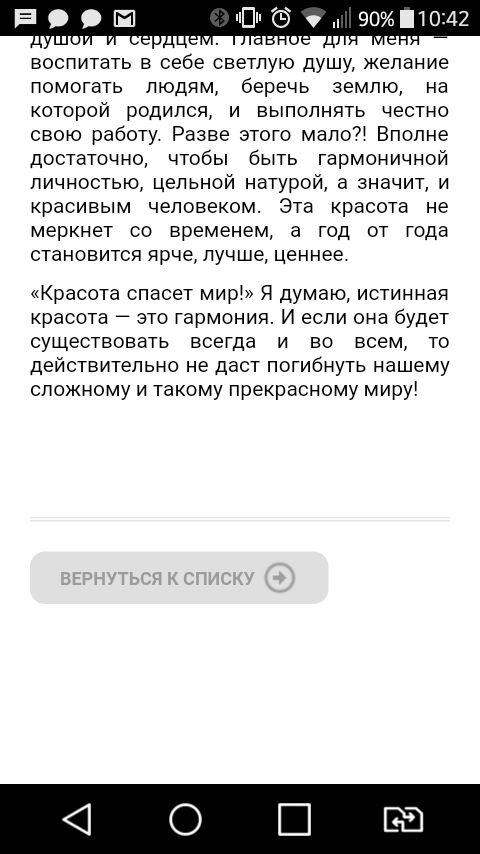 90% 10:42
душой и сердцем. Главное для меня —
воспитать в себе светлую душу, желание
помогать людям, беречь землю, на
которой родился, и выполнять честно
свою работу. Разве этого мало?! Вполне
достаточно, чтобы быть гармоничной
личностью, цельной натурой, а значит, и
красивым человеком. Эта красота не
меркнет со временем, а год от года
становится ярче, лучше, ценнее.
«Красота спасет мир!» Я думаю, истинная
красота — это гармония. И если она будет
существовать всегда и во всем, то
действительно не даст погибнуть нашему
сложному и такому прекрасному миру!
ВЕРНУТЬСЯ К СПИСКУ